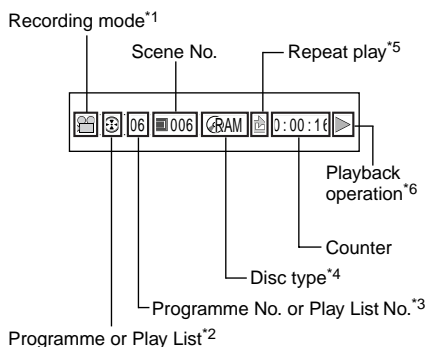 Recording mode*1
Scene No.
Repeat play*5
06 006 RAM 0:00:16
Playback
operation*6
Counter
Disc type*4
Programme No. or Play List No.*3
Programme or Play List*2